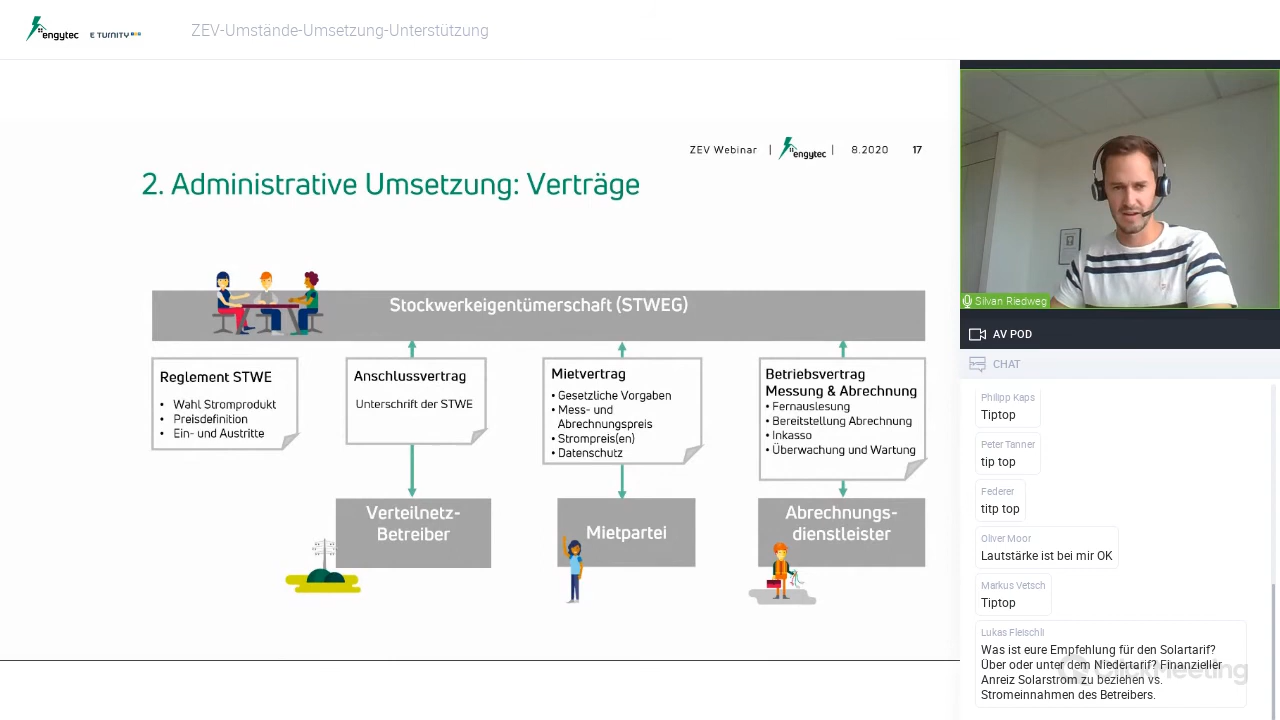 engytec
E TURNITY
ZEV-Umstände-Umsetzung-Unterstützung
ZEV Webinar | engytec | 8.2020 17
2. Administrative Umsetzung: Verträge
Stockwerkeigentümerschaft (STWEG)
Reglement STWE
• Wahl Stromprodukt
• Preisdefinition
• Ein- und Austritte
Anschlussvertrag
Unterschrift der STWE
Mietvertrag
• Gesetzliche Vorgaben
• Mess- und
Abrechnungspreis
• Strompreis(en)
• Datenschutz
Betriebsvertrag
Messung & Abrechnung
• Fernauslesung
• Bereitstellung Abrechnung
• Inkasso
• Überwachung und Wartung
Verteilnetz-
Betreiber
Mietpartei
Abrechnungs-
dienstleister
Silvan Riedweg
AV POD
CHAT
Philipp Kaps
Tiptop
Peter Tanner
tip top
Federer
titp top
Oliver Moor
Lautstärke ist bei mir OK
Markus Vetsch
Tiptop
Lukas Fleischli
Was ist eure Empfehlung für den Solartarif?
Über oder unter dem Niedertarif? Finanzieller
Anreiz Solarstrom zu beziehen vs.
Stromeinnahmen des Betreibers.
ClickMeeting